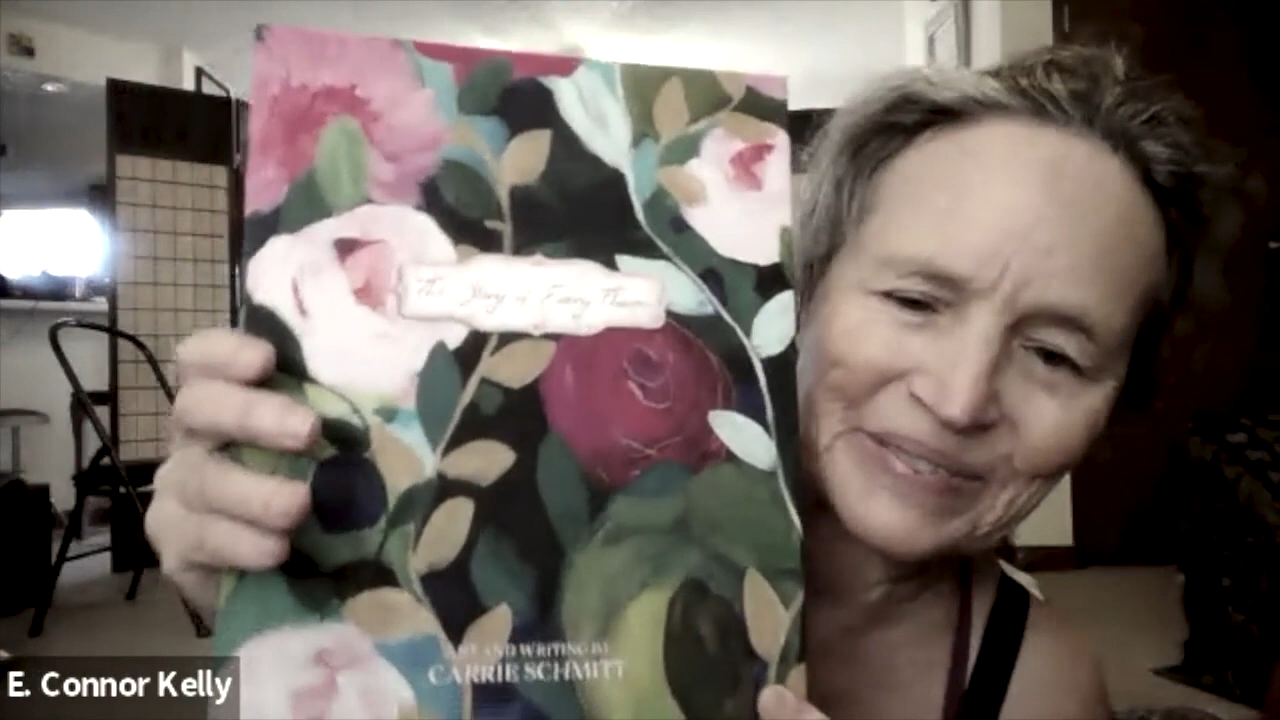 The Story of Every Flower
ART AND WRITING BY
CARRIE SCHMITT
E. Connor Kelly